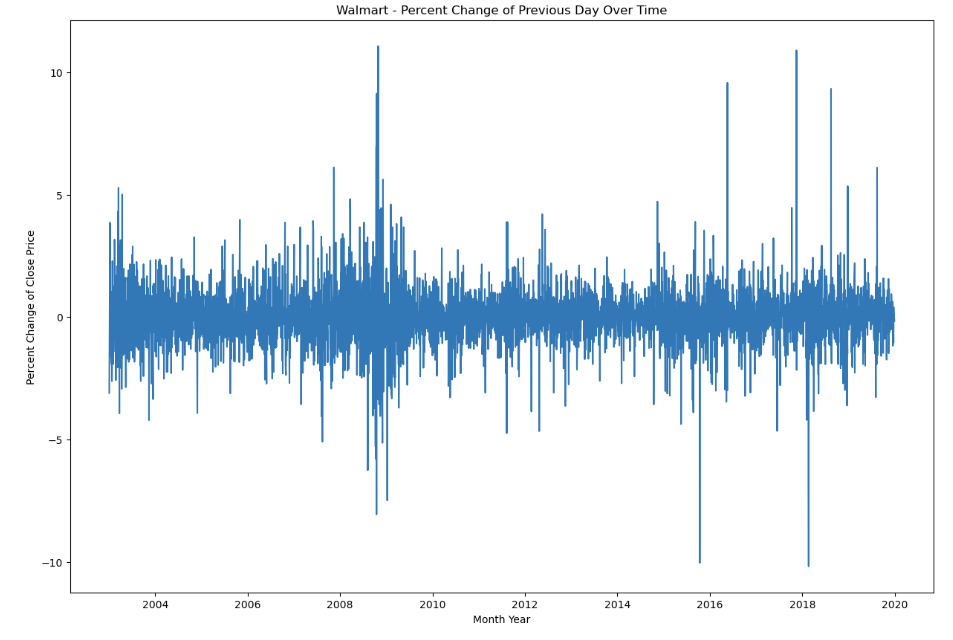 Walmart - Percent Change of Previous Day Over Time
10
5
0
−5
−10
Percent Change of Close Price
2004 2006 2008 2010 2012 2014 2016 2018 2020
Month Year